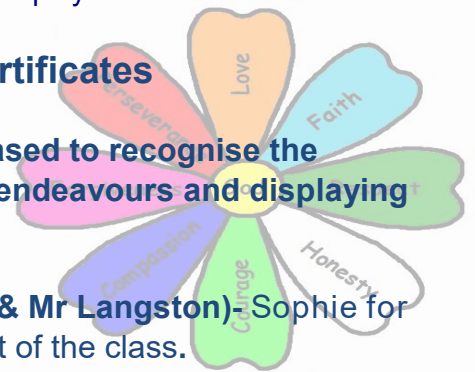 rtificates
Love
Faith
ased to recognise the
endeavours and displaying
Compassion
Courage
Honesty
& Mr Langston)- Sophie for
t of the class.